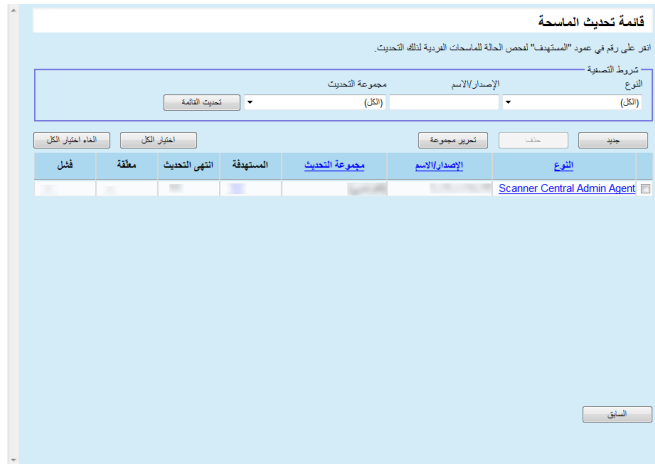 قائمة تحديث الماسحة
انقر على رقم في عمود "المستهدف" لفحص الحالة للماسحات الفردية لذلك التحديث.
شروط التصفية
النوع الإصدار/الاسم مجموعة التحديث
(الكل) (الكل) تحديث القائمة
جديد حذف تحرير مجموعة اختيار الكل الغاء اختيار الكل
النوع الإصدار/الاسم مجموعة التحديث المستهدفة انتهى التحديث معلقة فشل
Scanner Central Admin Agent
السابق